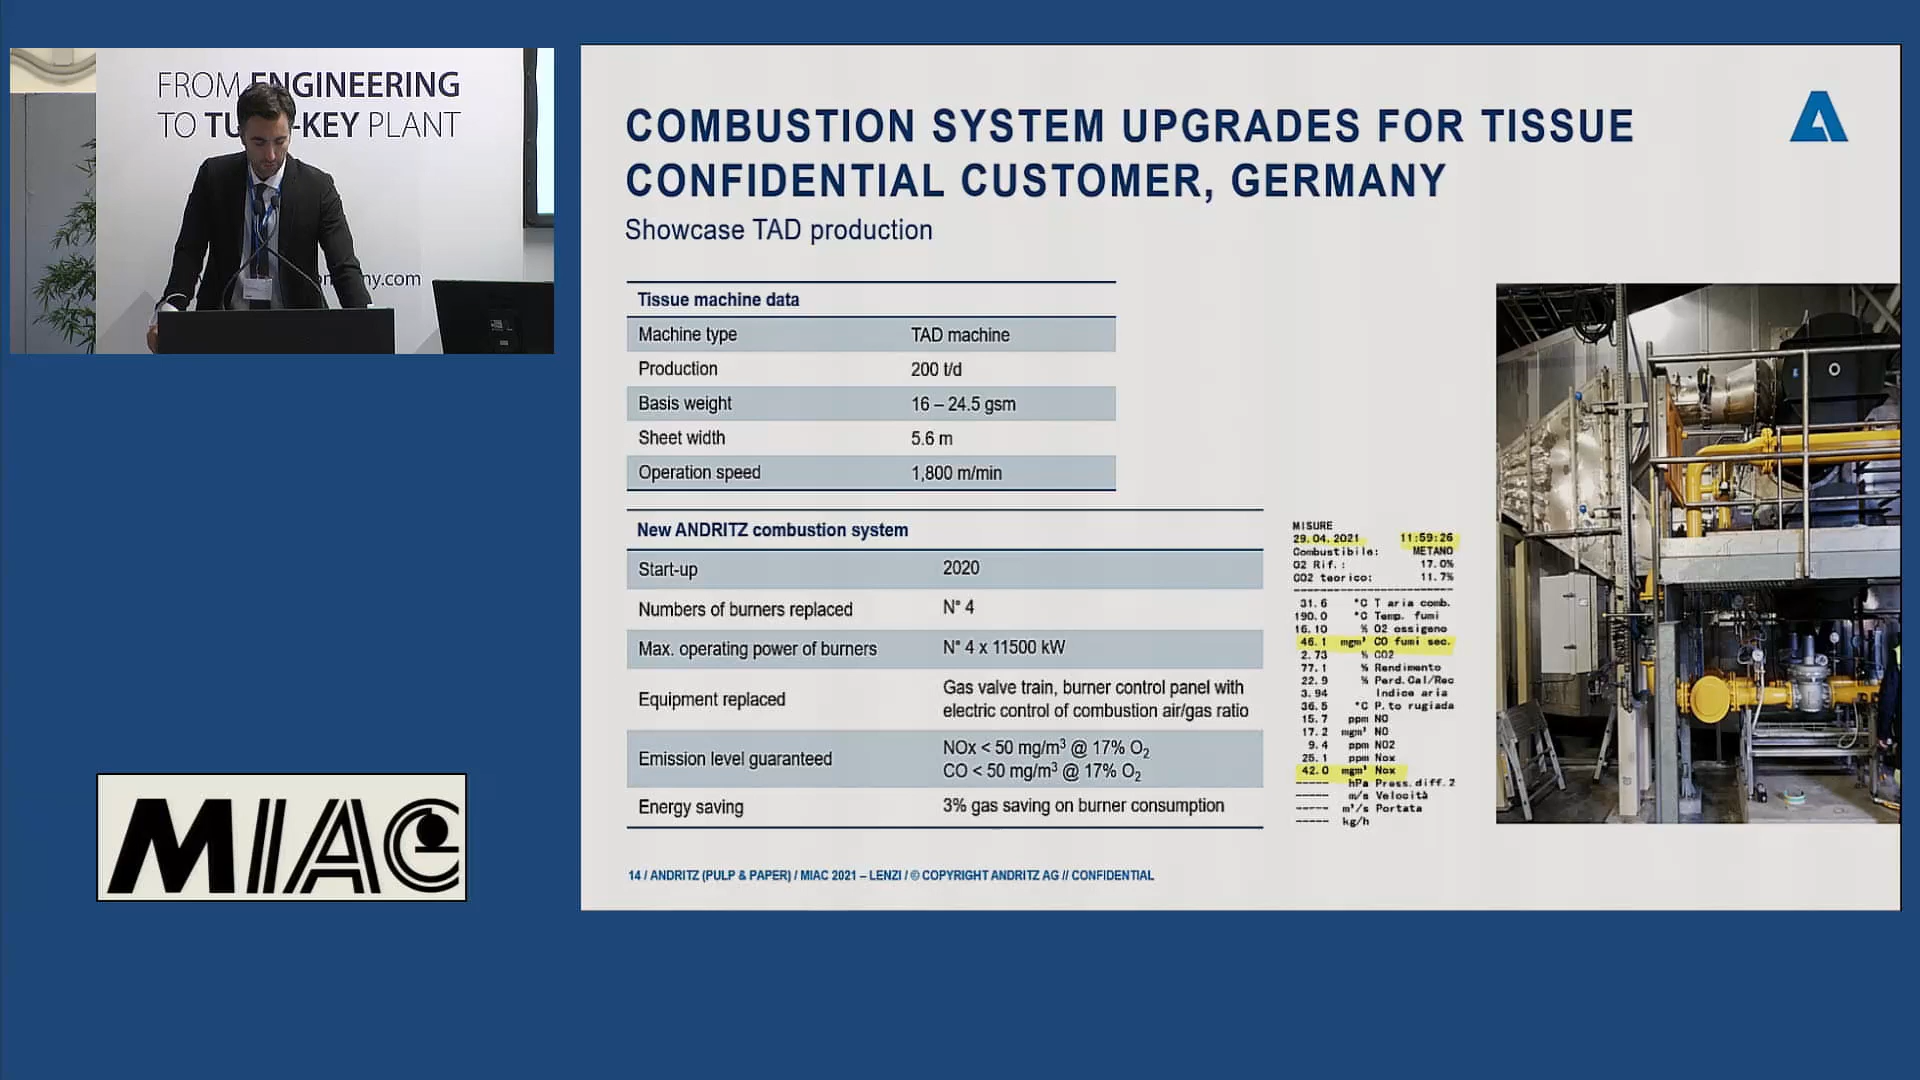 FROM ENGINEERING
TO TU -KEY PLANT
ny.com
MIAC
COMBUSTION SYSTEM UPGRADES FOR TISSUE
CONFIDENTIAL CUSTOMER, GERMANY
Showcase TAD production
Tissue machine data
Machine type TAD machine
Production 200 t/d
Basis weight 16 – 24.5 gsm
Sheet width 5.6 m
Operation speed 1,800 m/min
New ANDRITZ combustion system
Start-up 2020
Numbers of burners replaced N° 4
Max. operating power of burners N° 4 x 11500 kW
Equipment replaced Gas valve train, burner control panel with
electric control of combustion air/gas ratio
Emission level guaranteed NOx < 50 mg/m³ @ 17% O₂
CO < 50 mg/m³ @ 17% O₂
Energy saving 3% gas saving on burner consumption
MISURE
29.04.2021 11:59:26
Combustibile: METANO
O2 Rif.: 17.0%
CO2 teorico: 11.7%
31.6 °C T aria comb.
190.0 °C Temp. fumi
16.10 % O2 ossigeno
46.1 mgm³ CO fumi sec.
2.73 % CO2
77.1 % Rendimento
22.9 % Perd.Cal/Rec
3.94 Indice aria
36.5 °C P.to rugiada
15.7 ppm NO
17.2 mgm³ NO
9.4 ppm NO2
25.1 ppm Nox
42.0 mgm³ Nox
----- hPa Press.diff.2
----- m/s Velocità
----- m³/s Portata
----- kg/h
14 / ANDRITZ (PULP & PAPER) / MIAC 2021 – LENZI / © COPYRIGHT ANDRITZ AG // CONFIDENTIAL